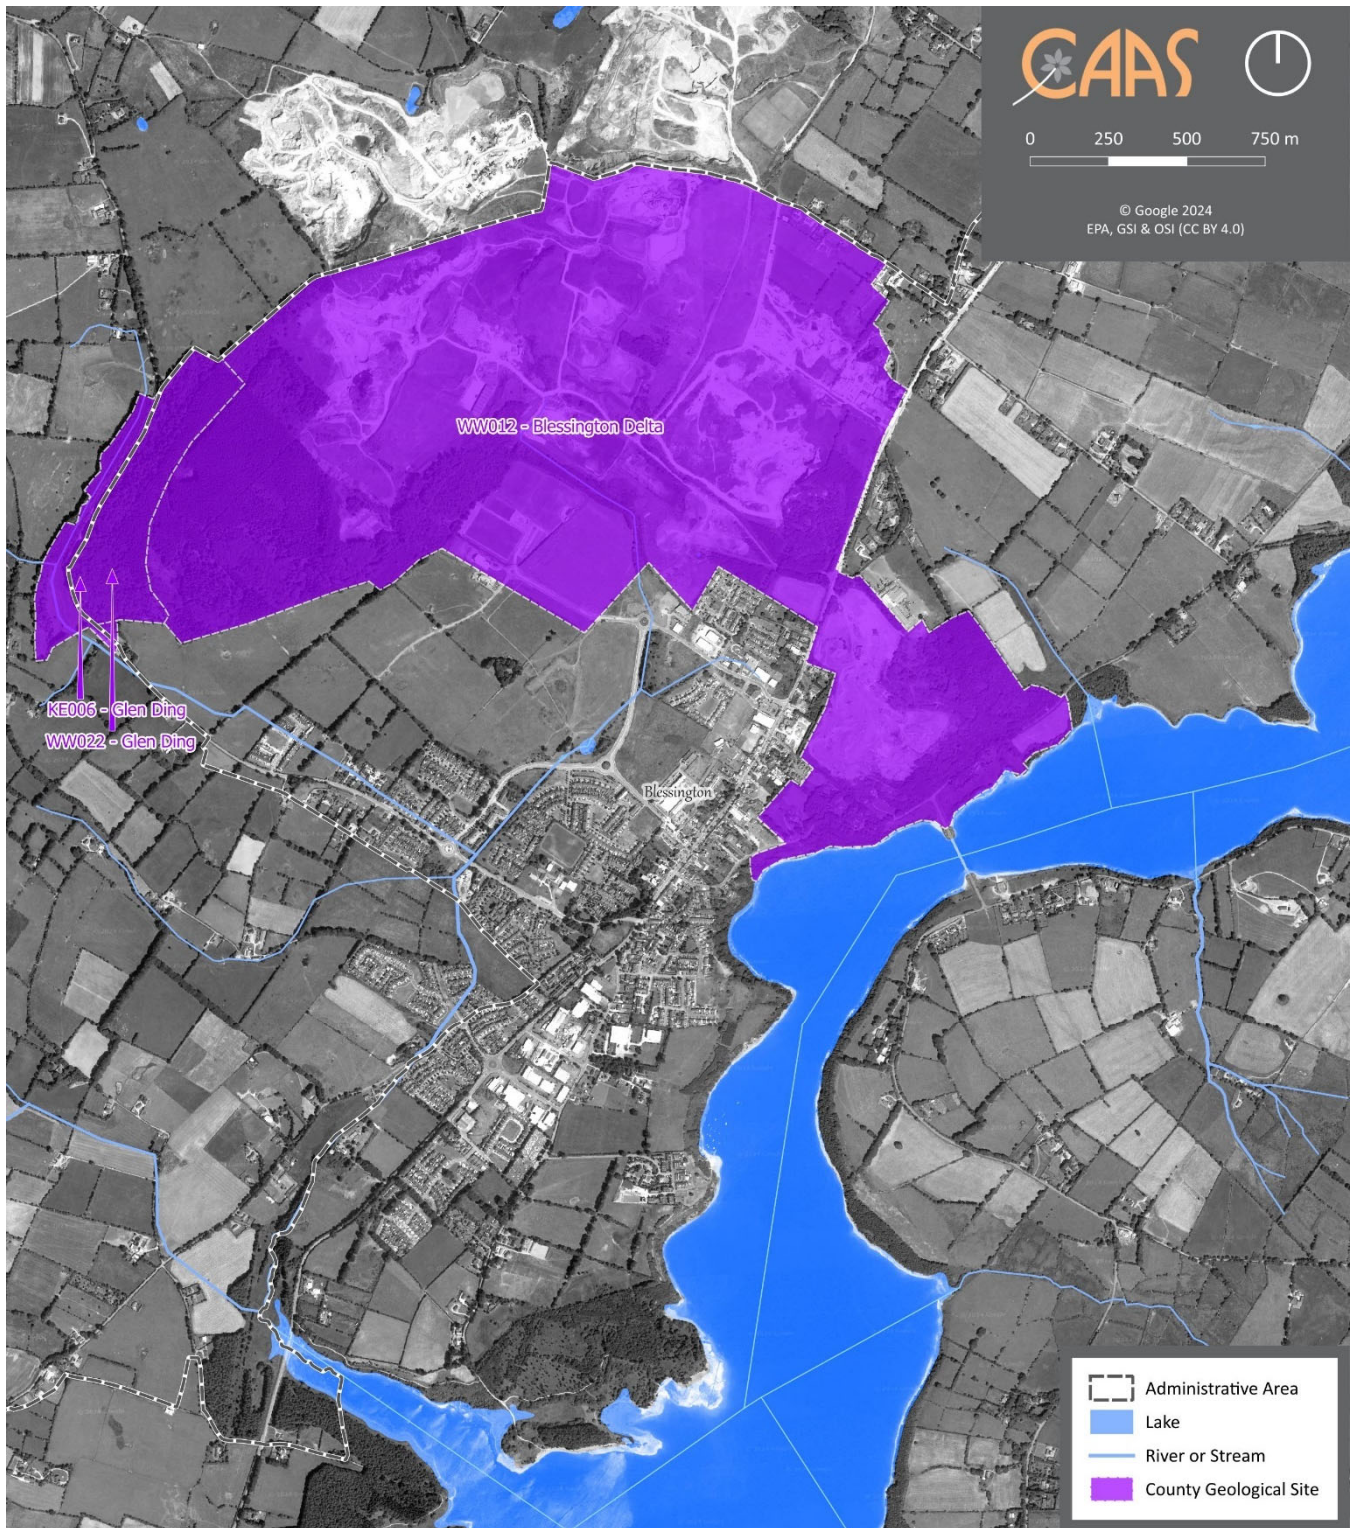 CAAS
0 250 500 750 m
© Google 2024
EPA, GSI & OSI (CC BY 4.0)
WW012 - Blessington Delta
KE006 - Glen Ding
WW022 - Glen Ding
Blessington
Administrative Area
Lake
River or Stream
County Geological Site